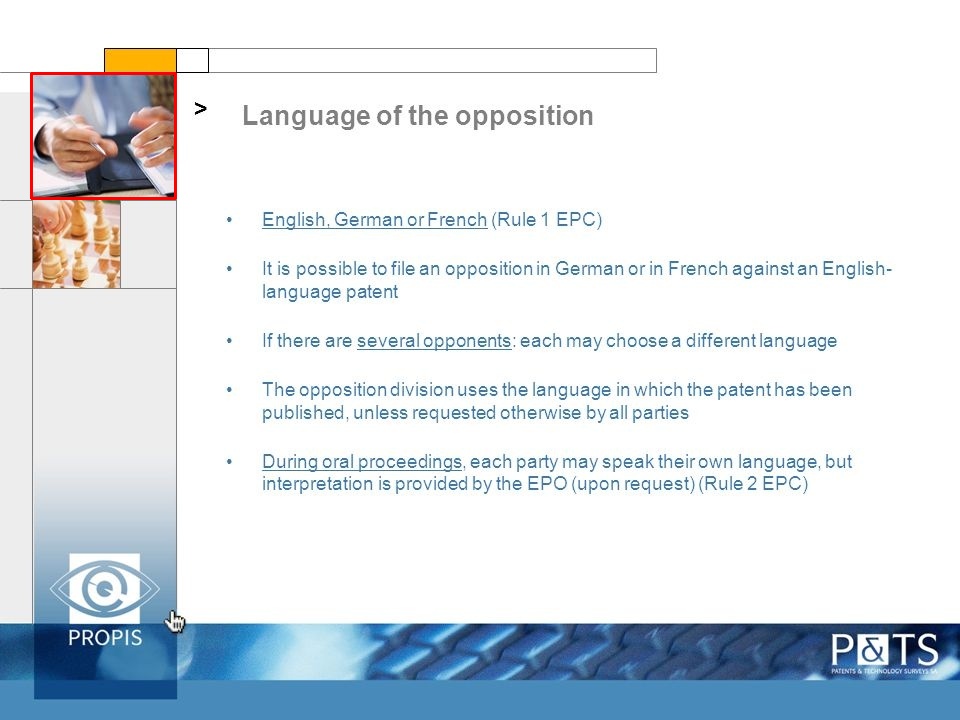 > Language of the opposition
• English, German or French (Rule 1 EPC)
• It is possible to file an opposition in German or in French against an English-
language patent
• If there are several opponents: each may choose a different language
• The opposition division uses the language in which the patent has been
published, unless requested otherwise by all parties
• During oral proceedings, each party may speak their own language, but
interpretation is provided by the EPO (upon request) (Rule 2 EPC)
PROPIS
P&TS
PATENTS & TECHNOLOGY SURVEYS SA